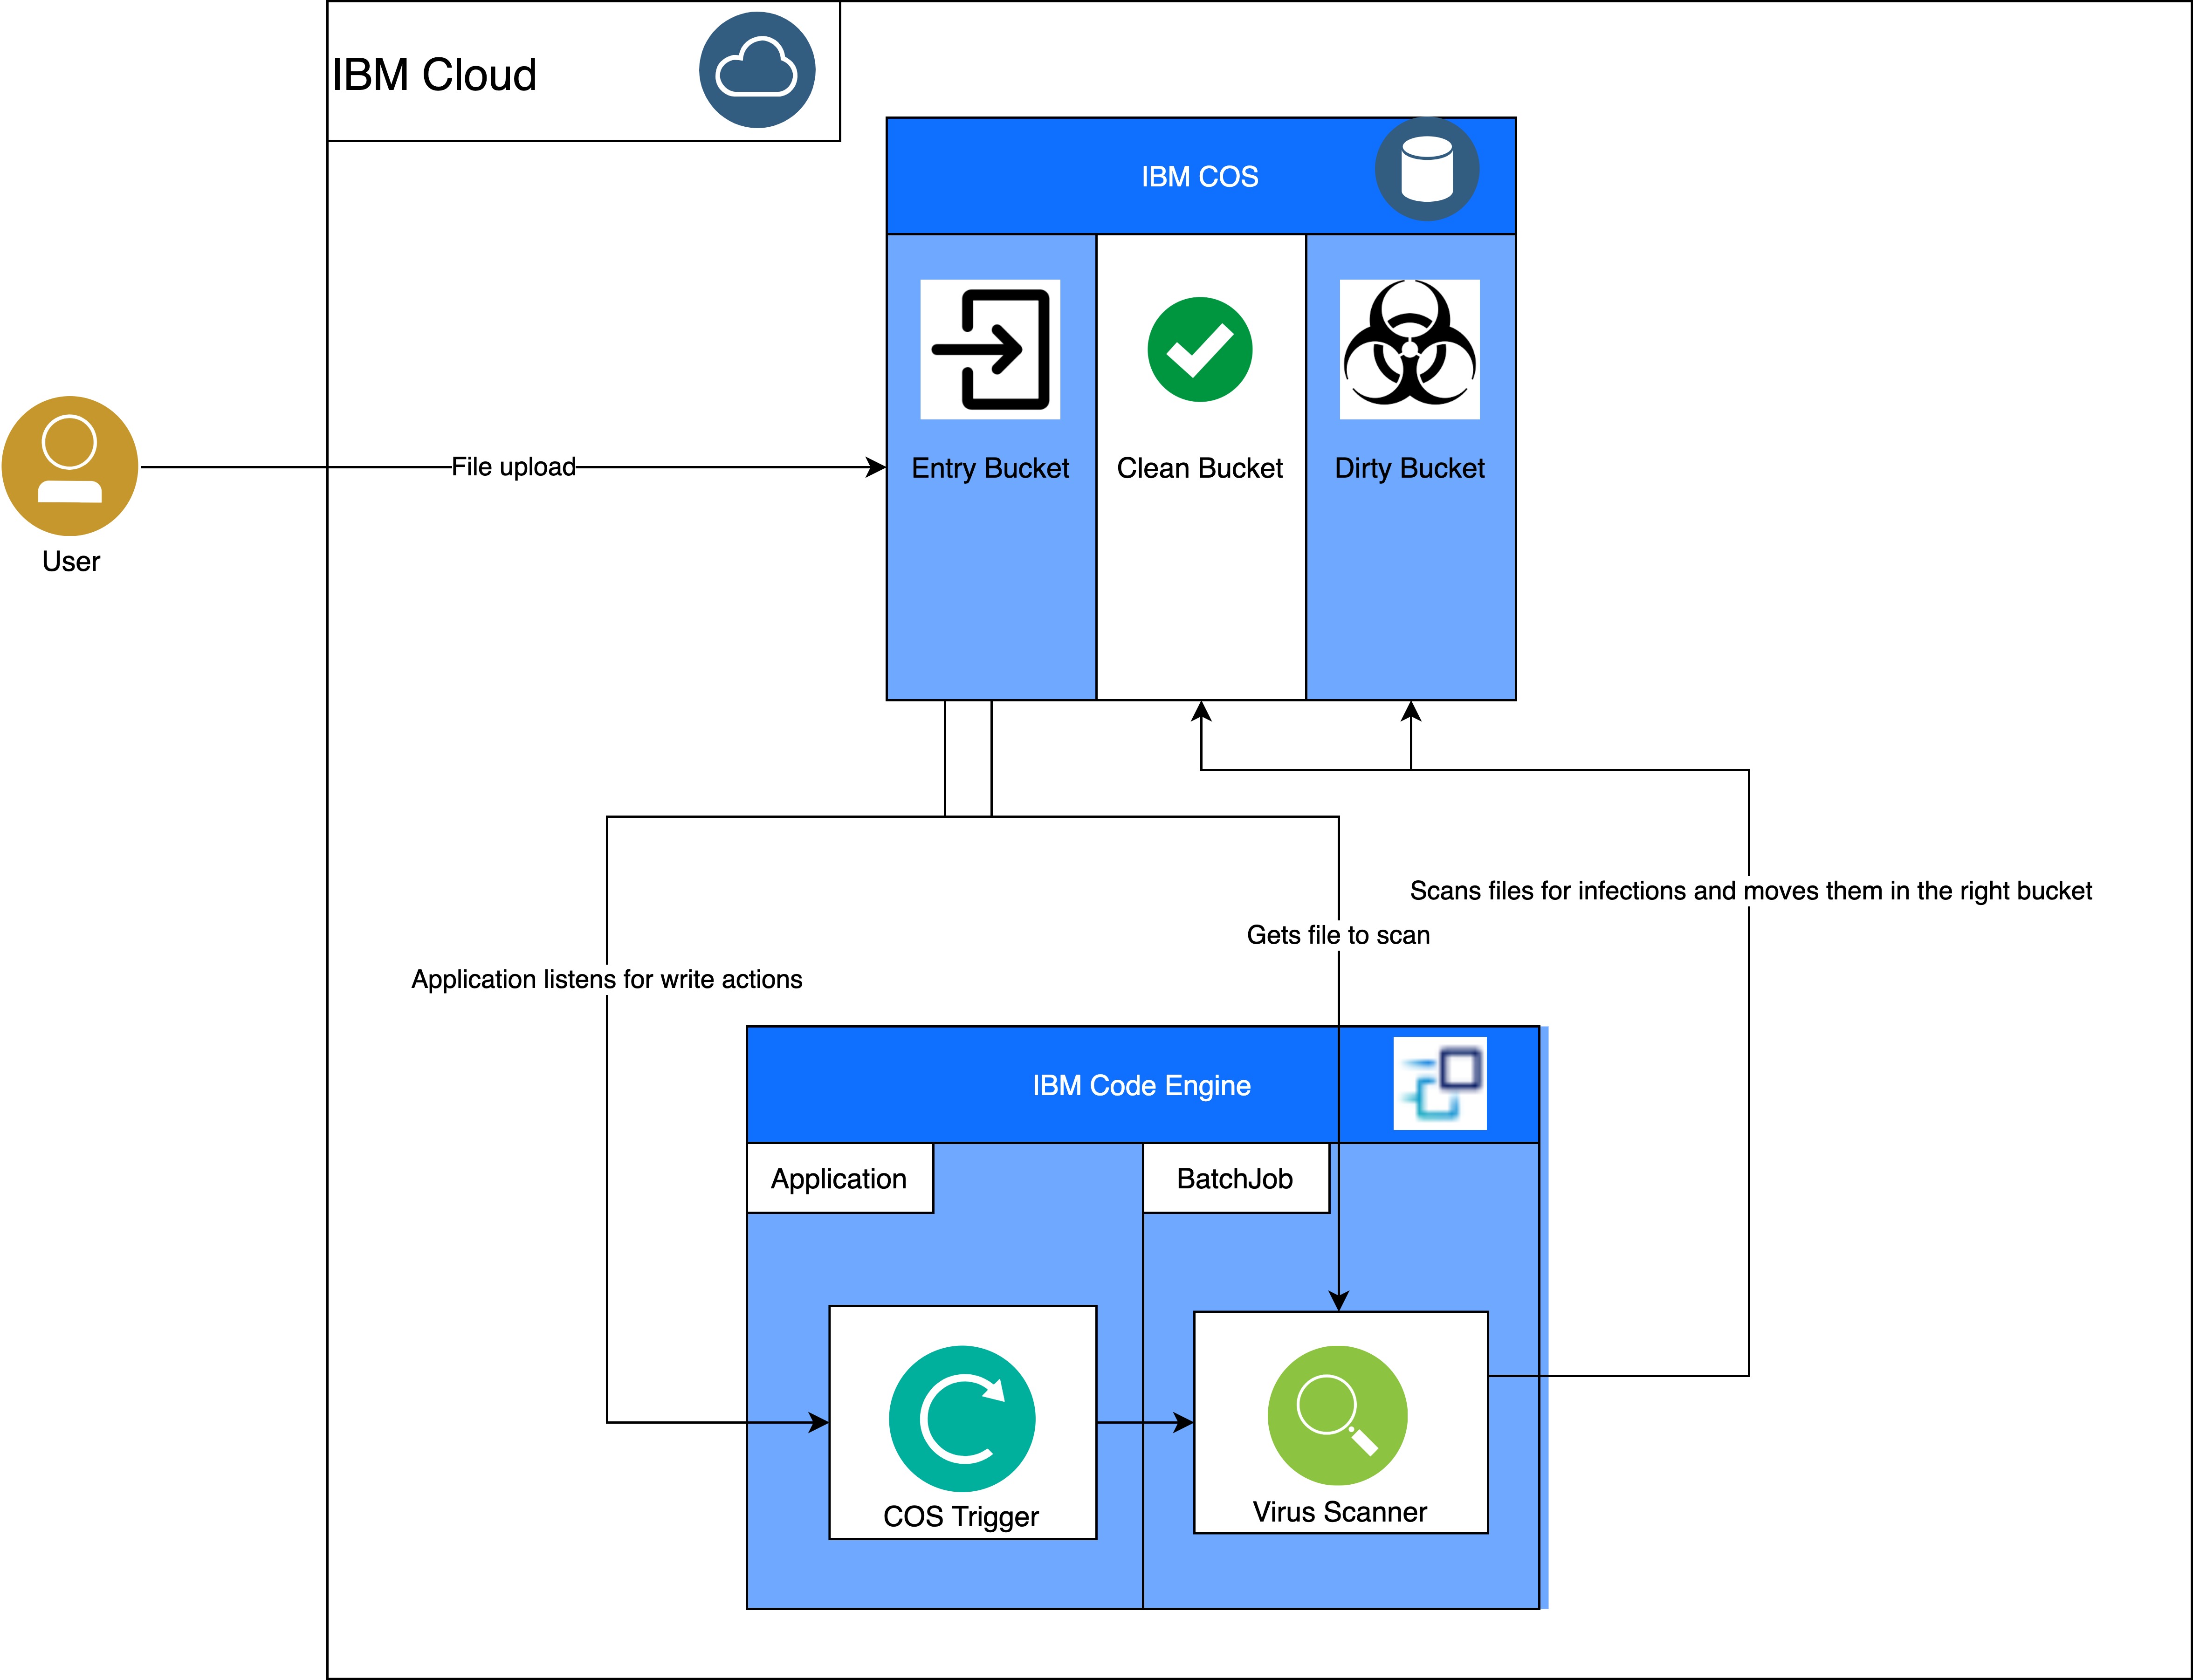 IBM Cloud
IBM COS
Entry Bucket
Clean Bucket
Dirty Bucket
File upload
User
Scans files for infections and moves them in the right bucket
Gets file to scan
Application listens for write actions
IBM Code Engine
Application
BatchJob
COS Trigger
Virus Scanner